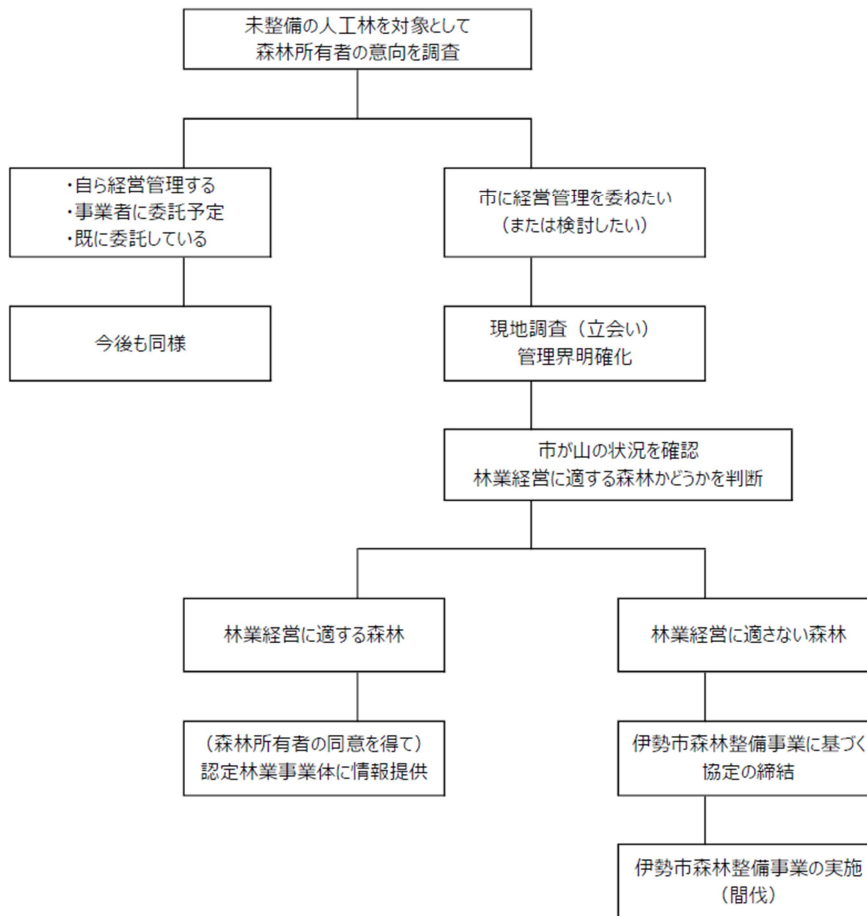 未整備の人工林を対象として
森林所有者の意向を調査
・自ら経営管理する
・事業者に委託予定
・既に委託している
市に経営管理を委ねたい
（または検討したい）
今後も同様
現地調査（立会い）
管理界明確化
市が山の状況を確認
林業経営に適する森林かどうかを判断
林業経営に適する森林
林業経営に適さない森林
（森林所有者の同意を得て）
認定林業事業体に情報提供
伊勢市森林整備事業に基づく
協定の締結
伊勢市森林整備事業の実施
（間伐）